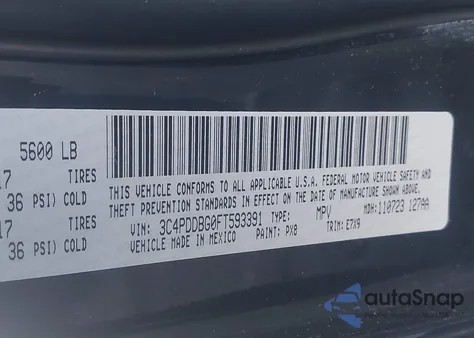 5600 LB
17 TIRES
36 PSI) COLD
17 TIRES
36 PSI) COLD
THIS VEHICLE CONFORMS TO ALL APPLICABLE U.S.A. FEDERAL MOTOR VEHICLE SAFETY AND
THEFT PREVENTION STANDARDS IN EFFECT ON THE DATE OF MANUFACTURE SHOWN ABOVE.
VIN: 3C4PDDBG0FT593391 TYPE: MPV MDH: 110723 127AA
VEHICLE MADE IN MEXICO PAINT: PX8 TRIM: E7X9
autoSnap